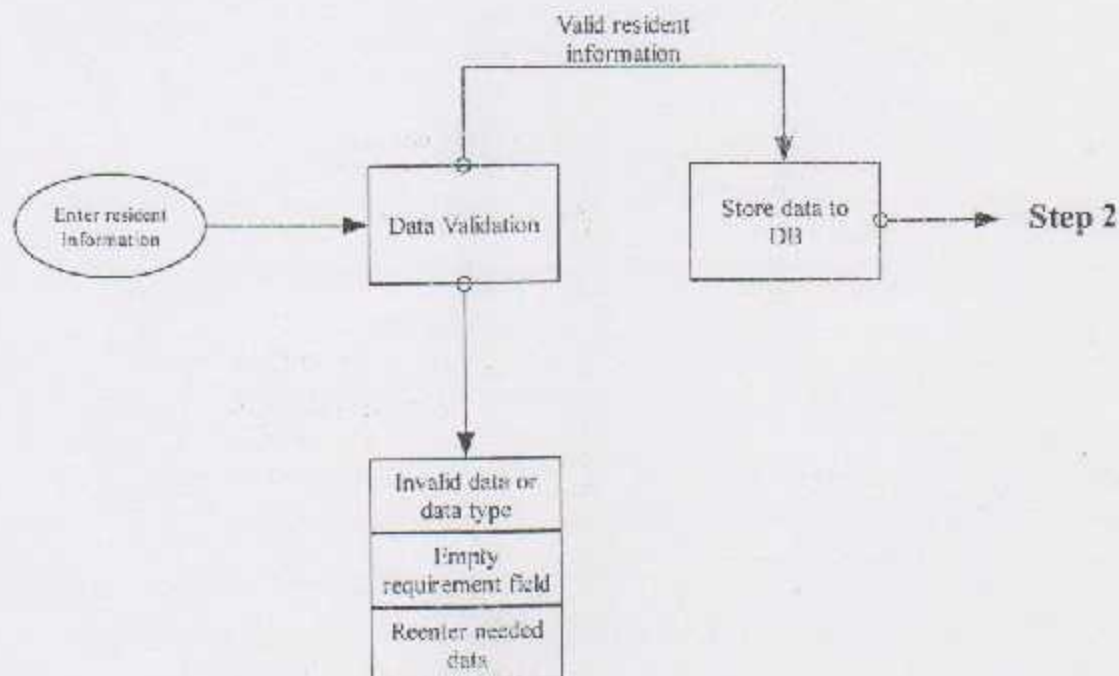 Valid resident
information
Enter resident
Information
Data Validation
Store data to
DB
Step 2
Invalid data or
data type
Empty
requirement field
Reenter needed
data